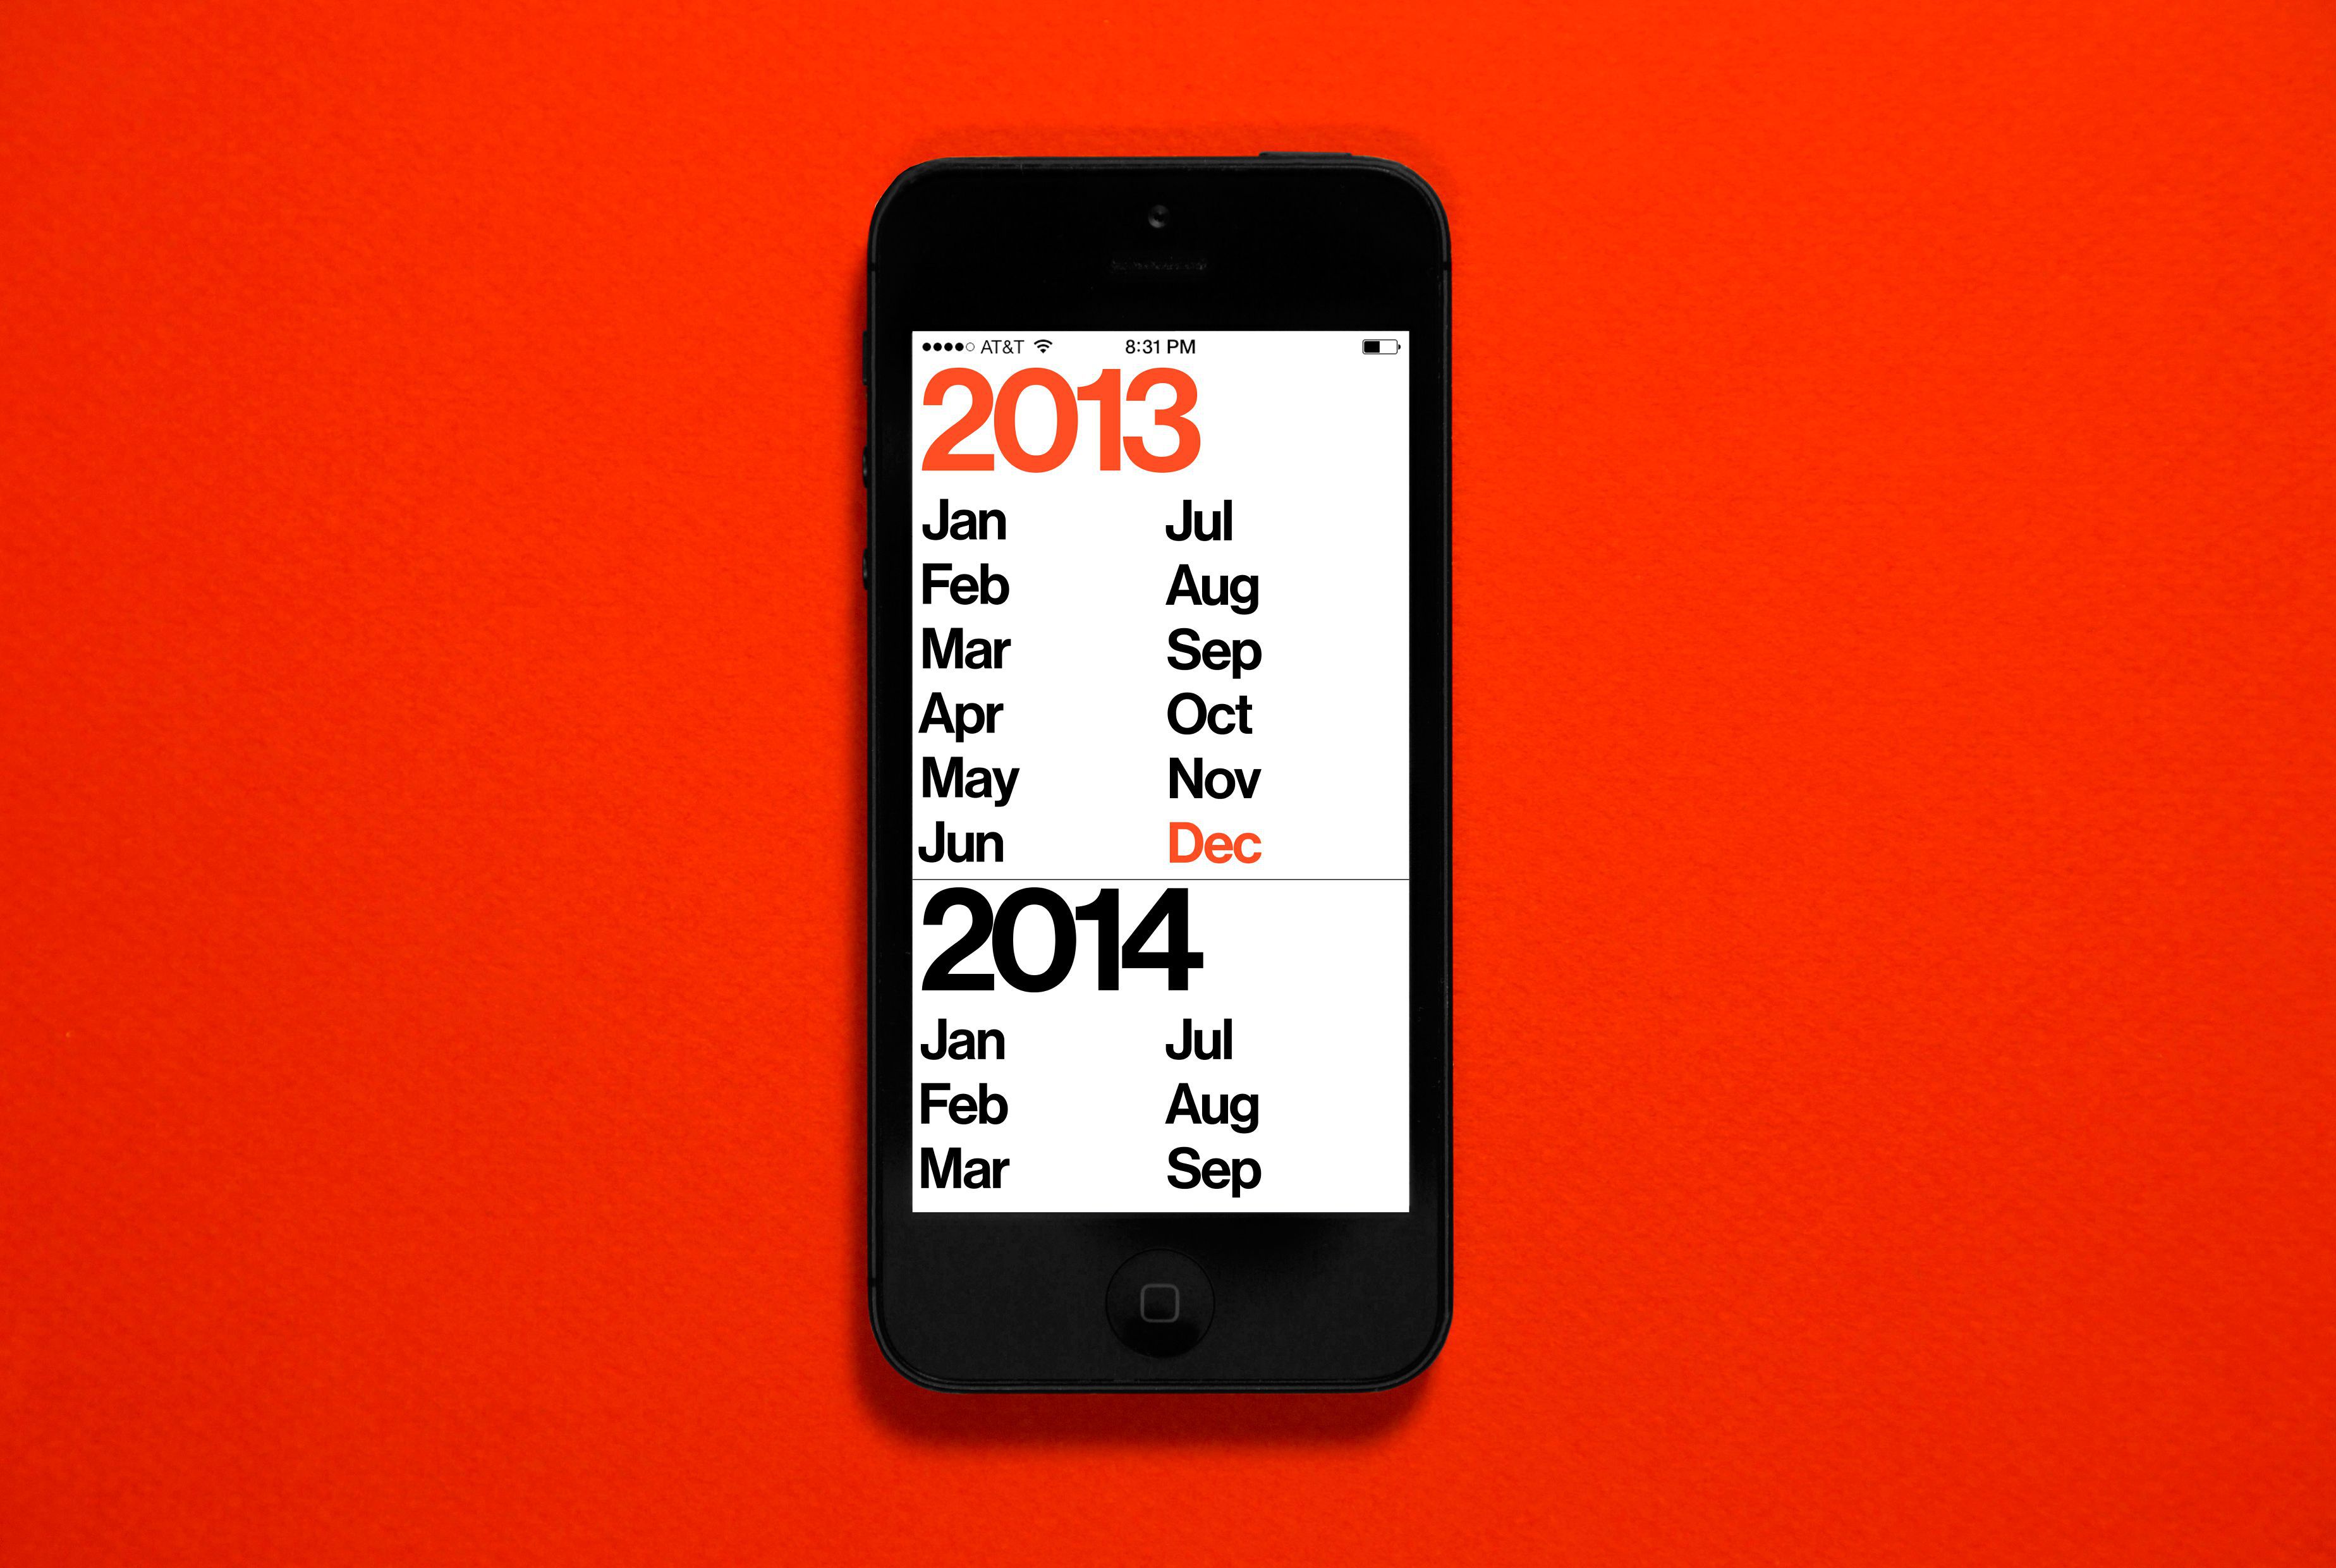 AT&T 8:31 PM
2013
Jan Jul
Feb Aug
Mar Sep
Apr Oct
May Nov
Jun Dec
2014
Jan Jul
Feb Aug
Mar Sep